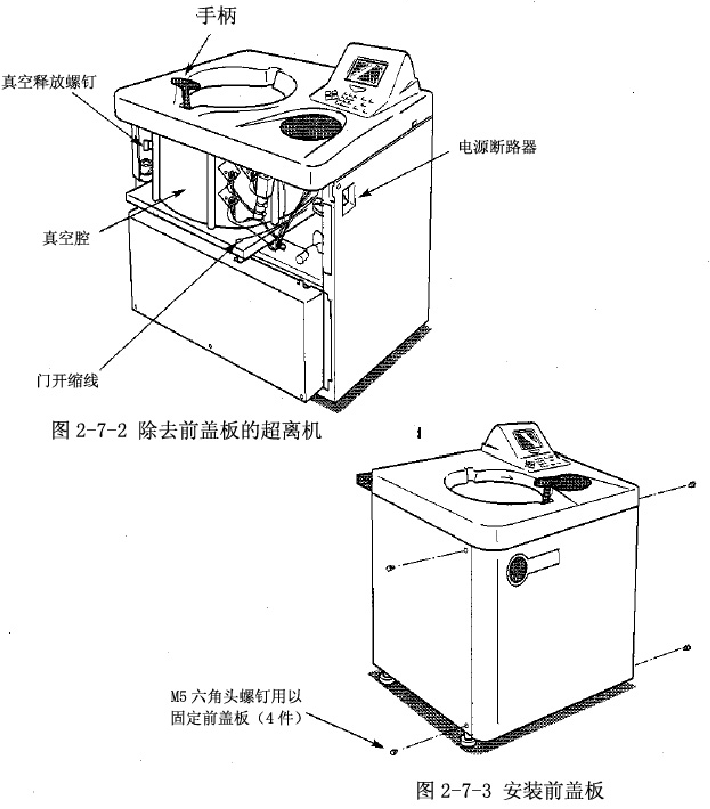 手柄
真空释放螺钉
电源断路器
真空腔
门开缩线
图 2-7-2 除去前盖板的超离机
M5 六角头螺钉用以
固定前盖板（4 件）
图 2-7-3 安装前盖板